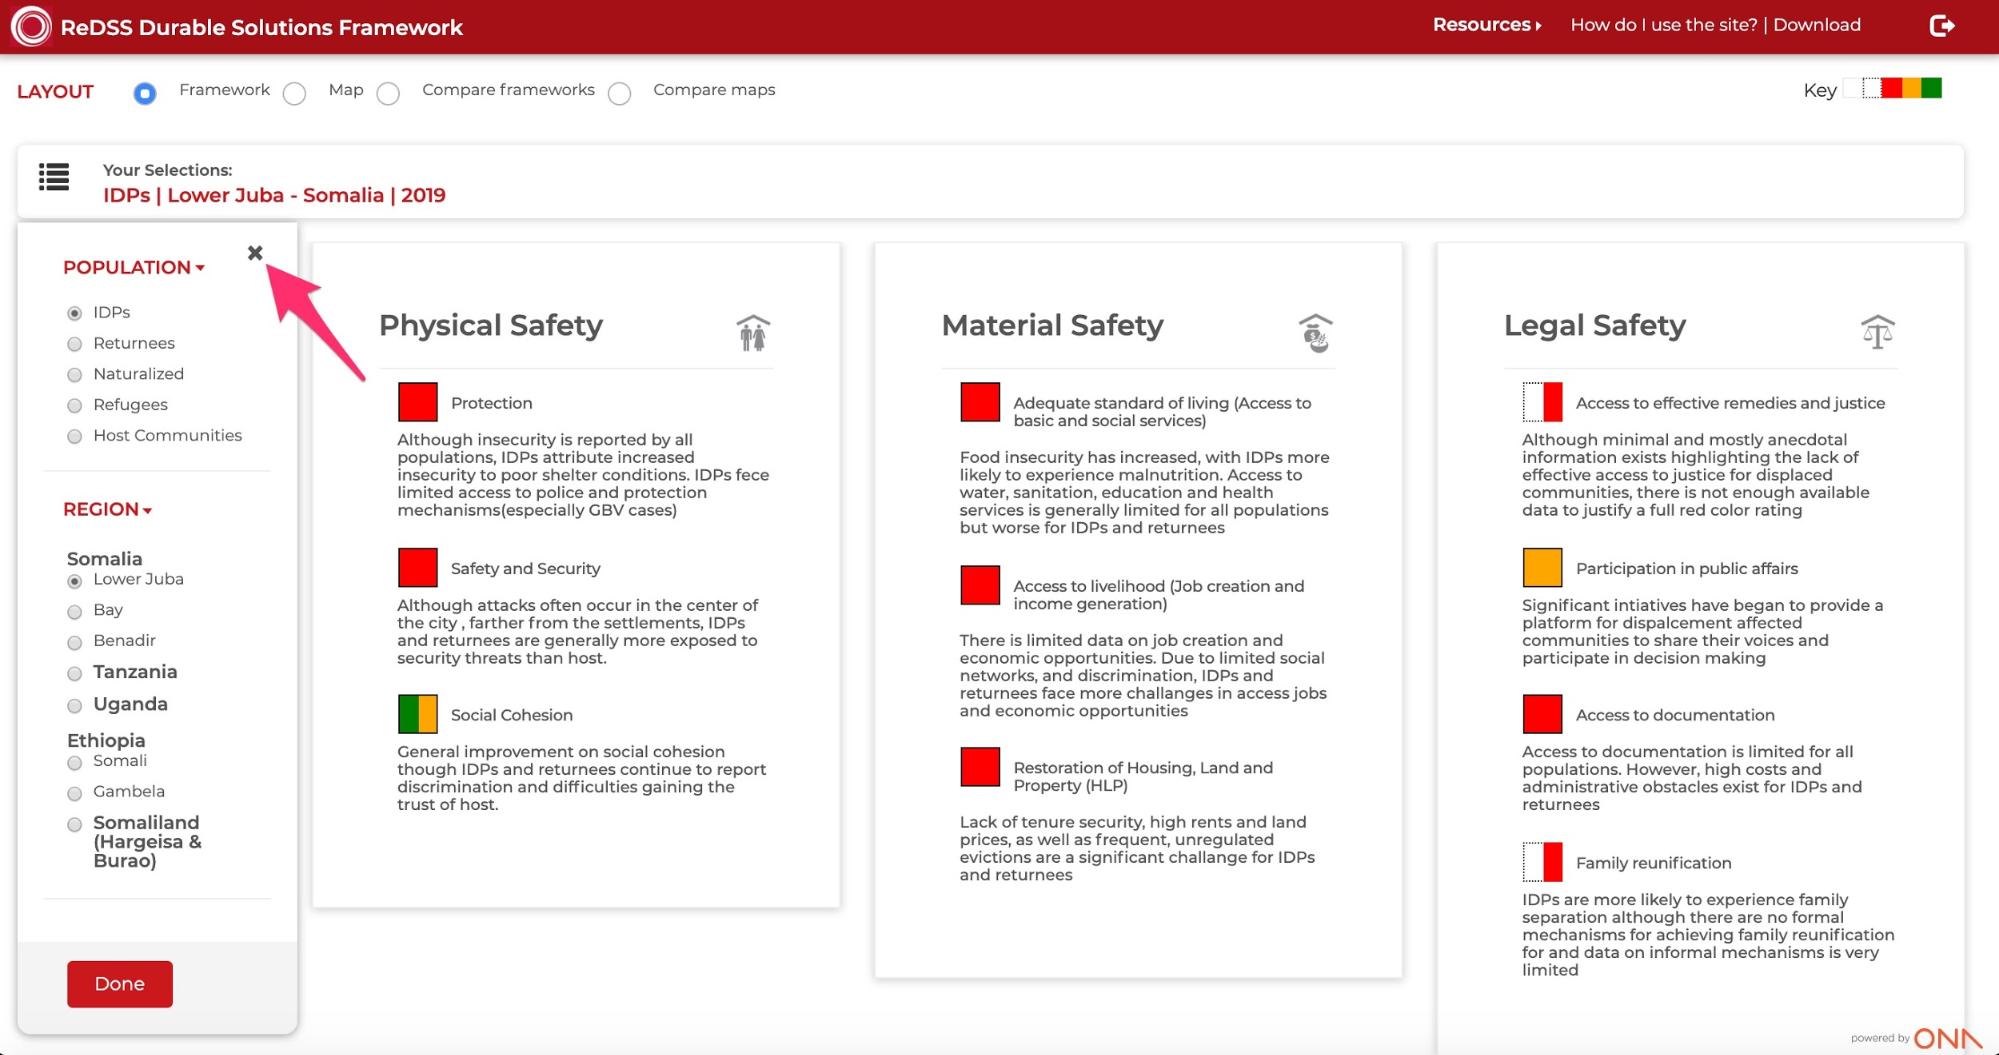 ReDSS Durable Solutions Framework
Resources
How do I use the site? | Download
LAYOUT
Framework
Map
Compare frameworks
Compare maps
Key
Your Selections:
IDPs | Lower Juba - Somalia | 2019
POPULATION
IDPs
Returnees
Naturalized
Refugees
Host Communities
REGION
Somalia
Lower Juba
Bay
Benadir
Tanzania
Uganda
Ethiopia
Somali
Gambela
Somaliland
(Hargeisa &
Burao)
Done
Physical Safety
Protection
Although insecurity is reported by all
populations, IDPs attribute increased
insecurity to poor shelter conditions. IDPs fece
limited access to police and protection
mechanisms(especially GBV cases)
Safety and Security
Although attacks often occur in the center of
the city , farther from the settlements, IDPs
and returnees are generally more exposed to
security threats than host.
Social Cohesion
General improvement on social cohesion
though IDPs and returnees continue to report
discrimination and difficulties gaining the
trust of host.
Material Safety
Adequate standard of living (Access to
basic and social services)
Food insecurity has increased, with IDPs more
likely to experience malnutrition. Access to
water, sanitation, education and health
services is generally limited for all populations
but worse for IDPs and returnees
Access to livelihood (Job creation and
income generation)
There is limited data on job creation and
economic opportunities. Due to limited social
networks, and discrimination, IDPs and
returnees face more challanges in access jobs
and economic opportunities
Restoration of Housing, Land and
Property (HLP)
Lack of tenure security, high rents and land
prices, as well as frequent, unregulated
evictions are a significant challange for IDPs
and returnees
Legal Safety
Access to effective remedies and justice
Although minimal and mostly anecdotal
information exists highlighting the lack of
effective access to justice for displaced
communities, there is not enough available
data to justify a full red color rating
Participation in public affairs
Significant intiatives have began to provide a
platform for dispalcement affected
communities to share their voices and
participate in decision making
Access to documentation
Access to documentation is limited for all
populations. However, high costs and
administrative obstacles exist for IDPs and
returnees
Family reunification
IDPs are more likely to experience family
separation although there are no formal
mechanisms for achieving family reunification
for and data on informal mechanisms is very
limited
powered by ONA